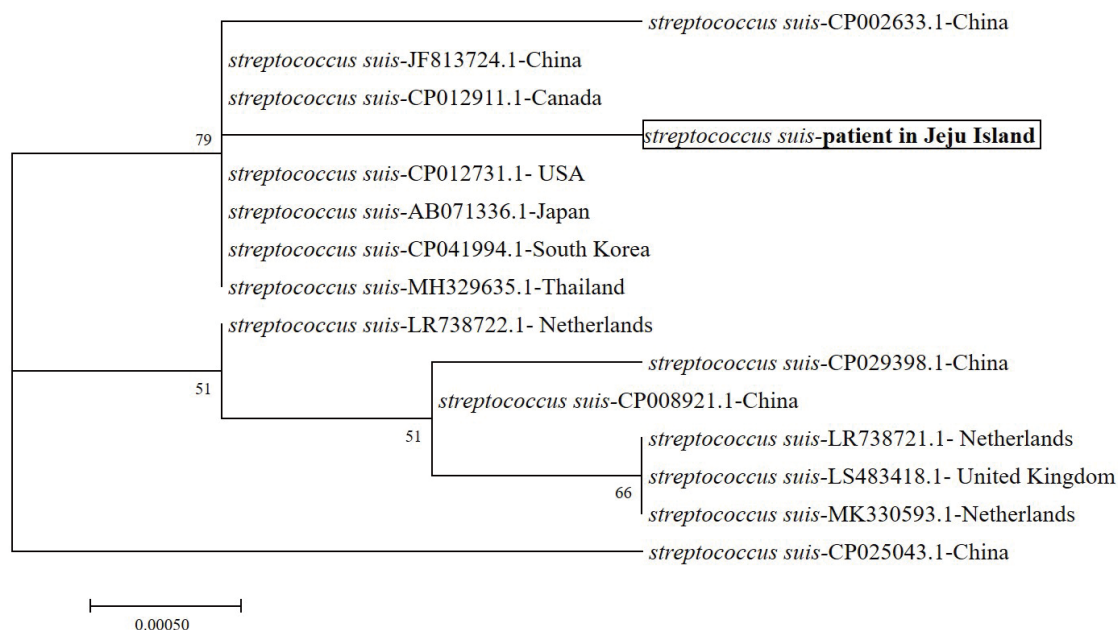 streptococcus suis-CP002633.1-China
streptococcus suis-JF813724.1-China
streptococcus suis-CP012911.1-Canada
79
streptococcus suis-patient in Jeju Island
streptococcus suis-CP012731.1- USA
streptococcus suis-AB071336.1-Japan
streptococcus suis-CP041994.1-South Korea
streptococcus suis-MH329635.1-Thailand
streptococcus suis-LR738722.1- Netherlands
streptococcus suis-CP029398.1-China
51
streptococcus suis-CP008921.1-China
51
streptococcus suis-LR738721.1- Netherlands
streptococcus suis-LS483418.1- United Kingdom
66
streptococcus suis-MK330593.1-Netherlands
streptococcus suis-CP025043.1-China
0.00050